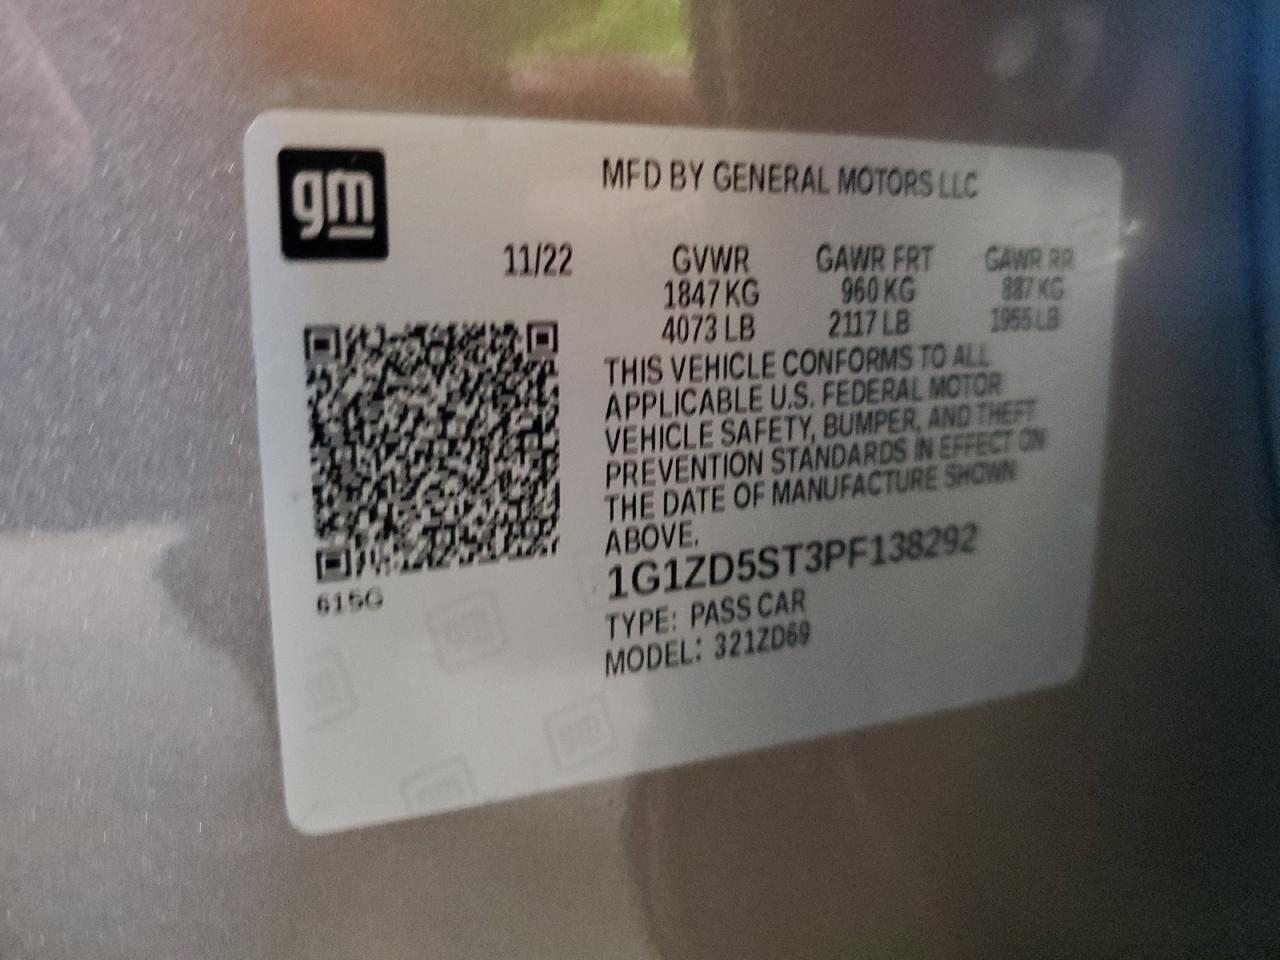 gm
MFD BY GENERAL MOTORS LLC
11/22 GVWR GAWR FRT GAWR RR
1847 KG 960 KG 887 KG
4073 LB 2117 LB 1955 LB
THIS VEHICLE CONFORMS TO ALL
APPLICABLE U.S. FEDERAL MOTOR
VEHICLE SAFETY, BUMPER, AND THEFT
PREVENTION STANDARDS IN EFFECT ON
THE DATE OF MANUFACTURE SHOWN
ABOVE.
1G1ZD5ST3PF138292
615G
TYPE: PASS CAR
MODEL: 321ZD69